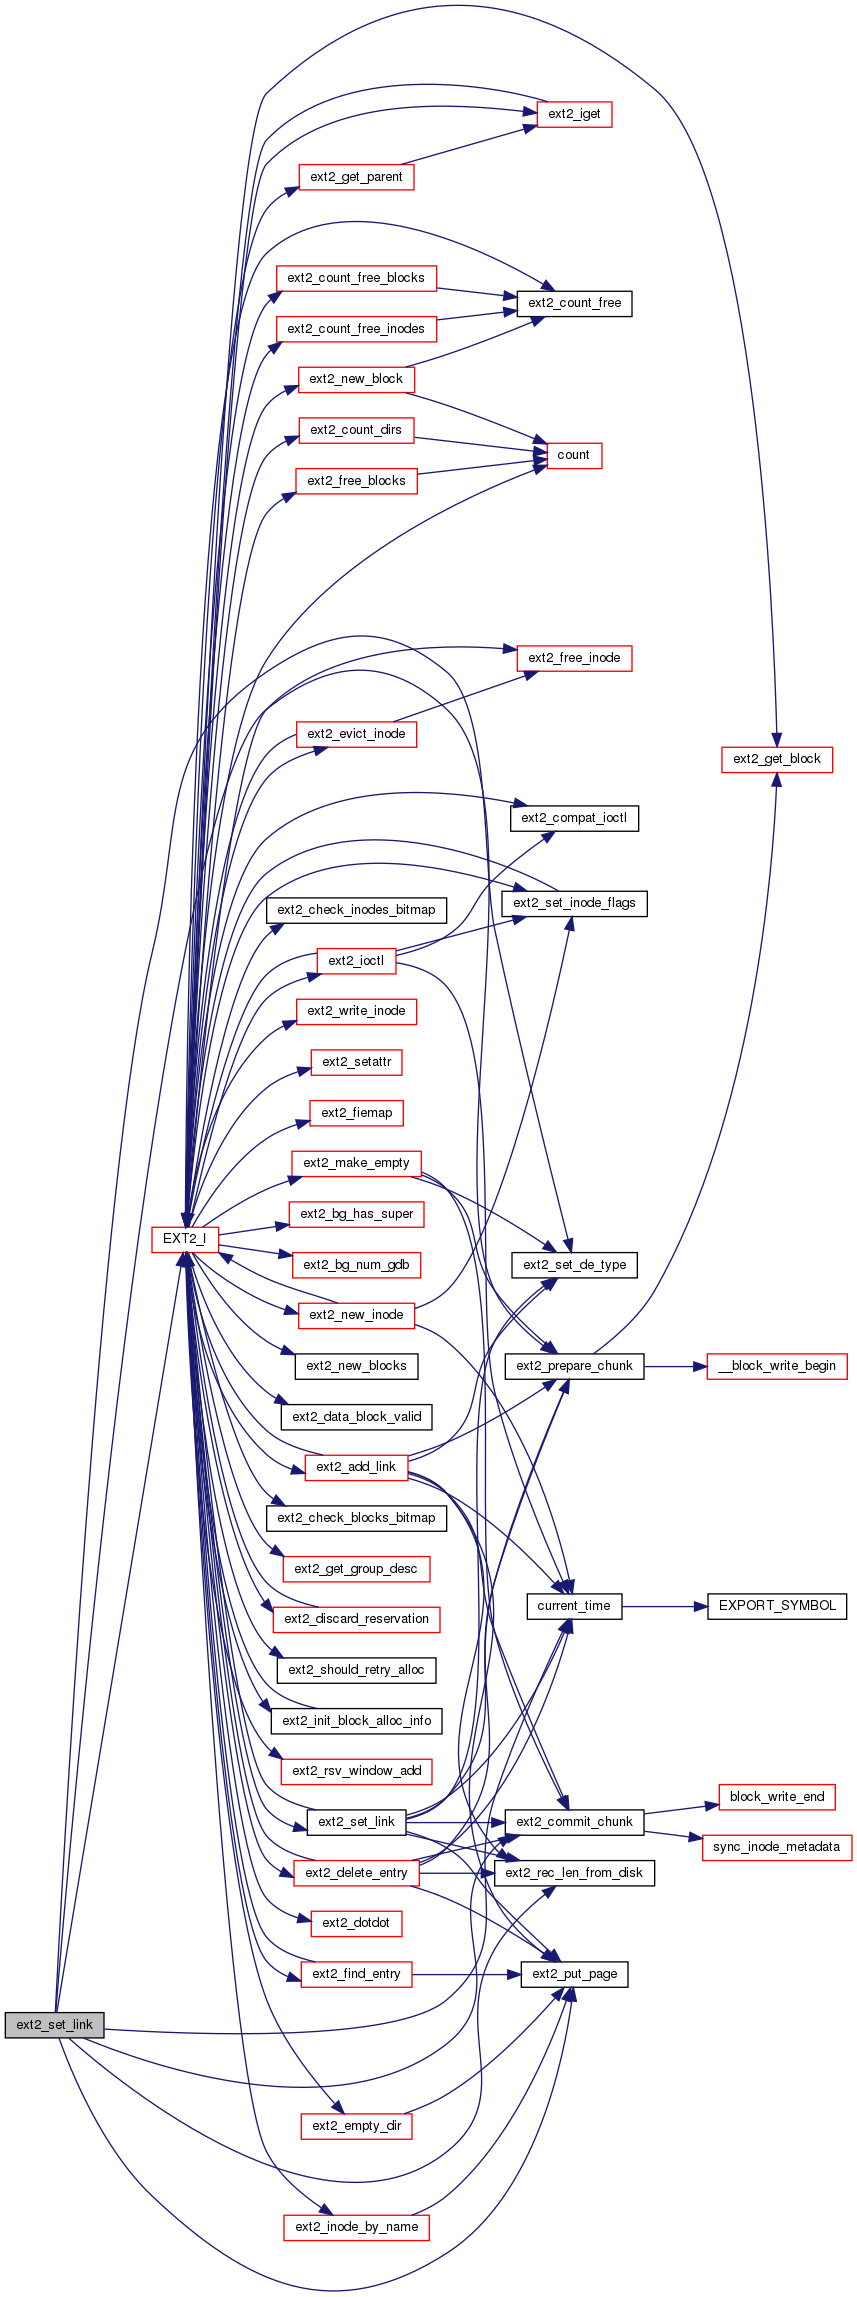 ext2_iget
ext2_get_parent
ext2_count_free_blocks
ext2_count_free
ext2_count_free_inodes
ext2_new_block
ext2_count_dirs
count
ext2_free_blocks
ext2_free_inode
ext2_evict_inode
ext2_get_block
ext2_compat_ioctl
ext2_set_inode_flags
ext2_check_inodes_bitmap
ext2_ioctl
ext2_write_inode
ext2_setattr
ext2_fiemap
ext2_make_empty
ext2_bg_has_super
EXT2_I
ext2_bg_num_gdb
ext2_set_de_type
ext2_new_inode
ext2_new_blocks
ext2_prepare_chunk
__block_write_begin
ext2_data_block_valid
ext2_add_link
ext2_check_blocks_bitmap
ext2_get_group_desc
ext2_discard_reservation
current_time
EXPORT_SYMBOL
ext2_should_retry_alloc
ext2_init_block_alloc_info
ext2_rsv_window_add
block_write_end
ext2_set_link
ext2_commit_chunk
sync_inode_metadata
ext2_delete_entry
ext2_rec_len_from_disk
ext2_dotdot
ext2_find_entry
ext2_put_page
ext2_set_link
ext2_empty_dir
ext2_inode_by_name